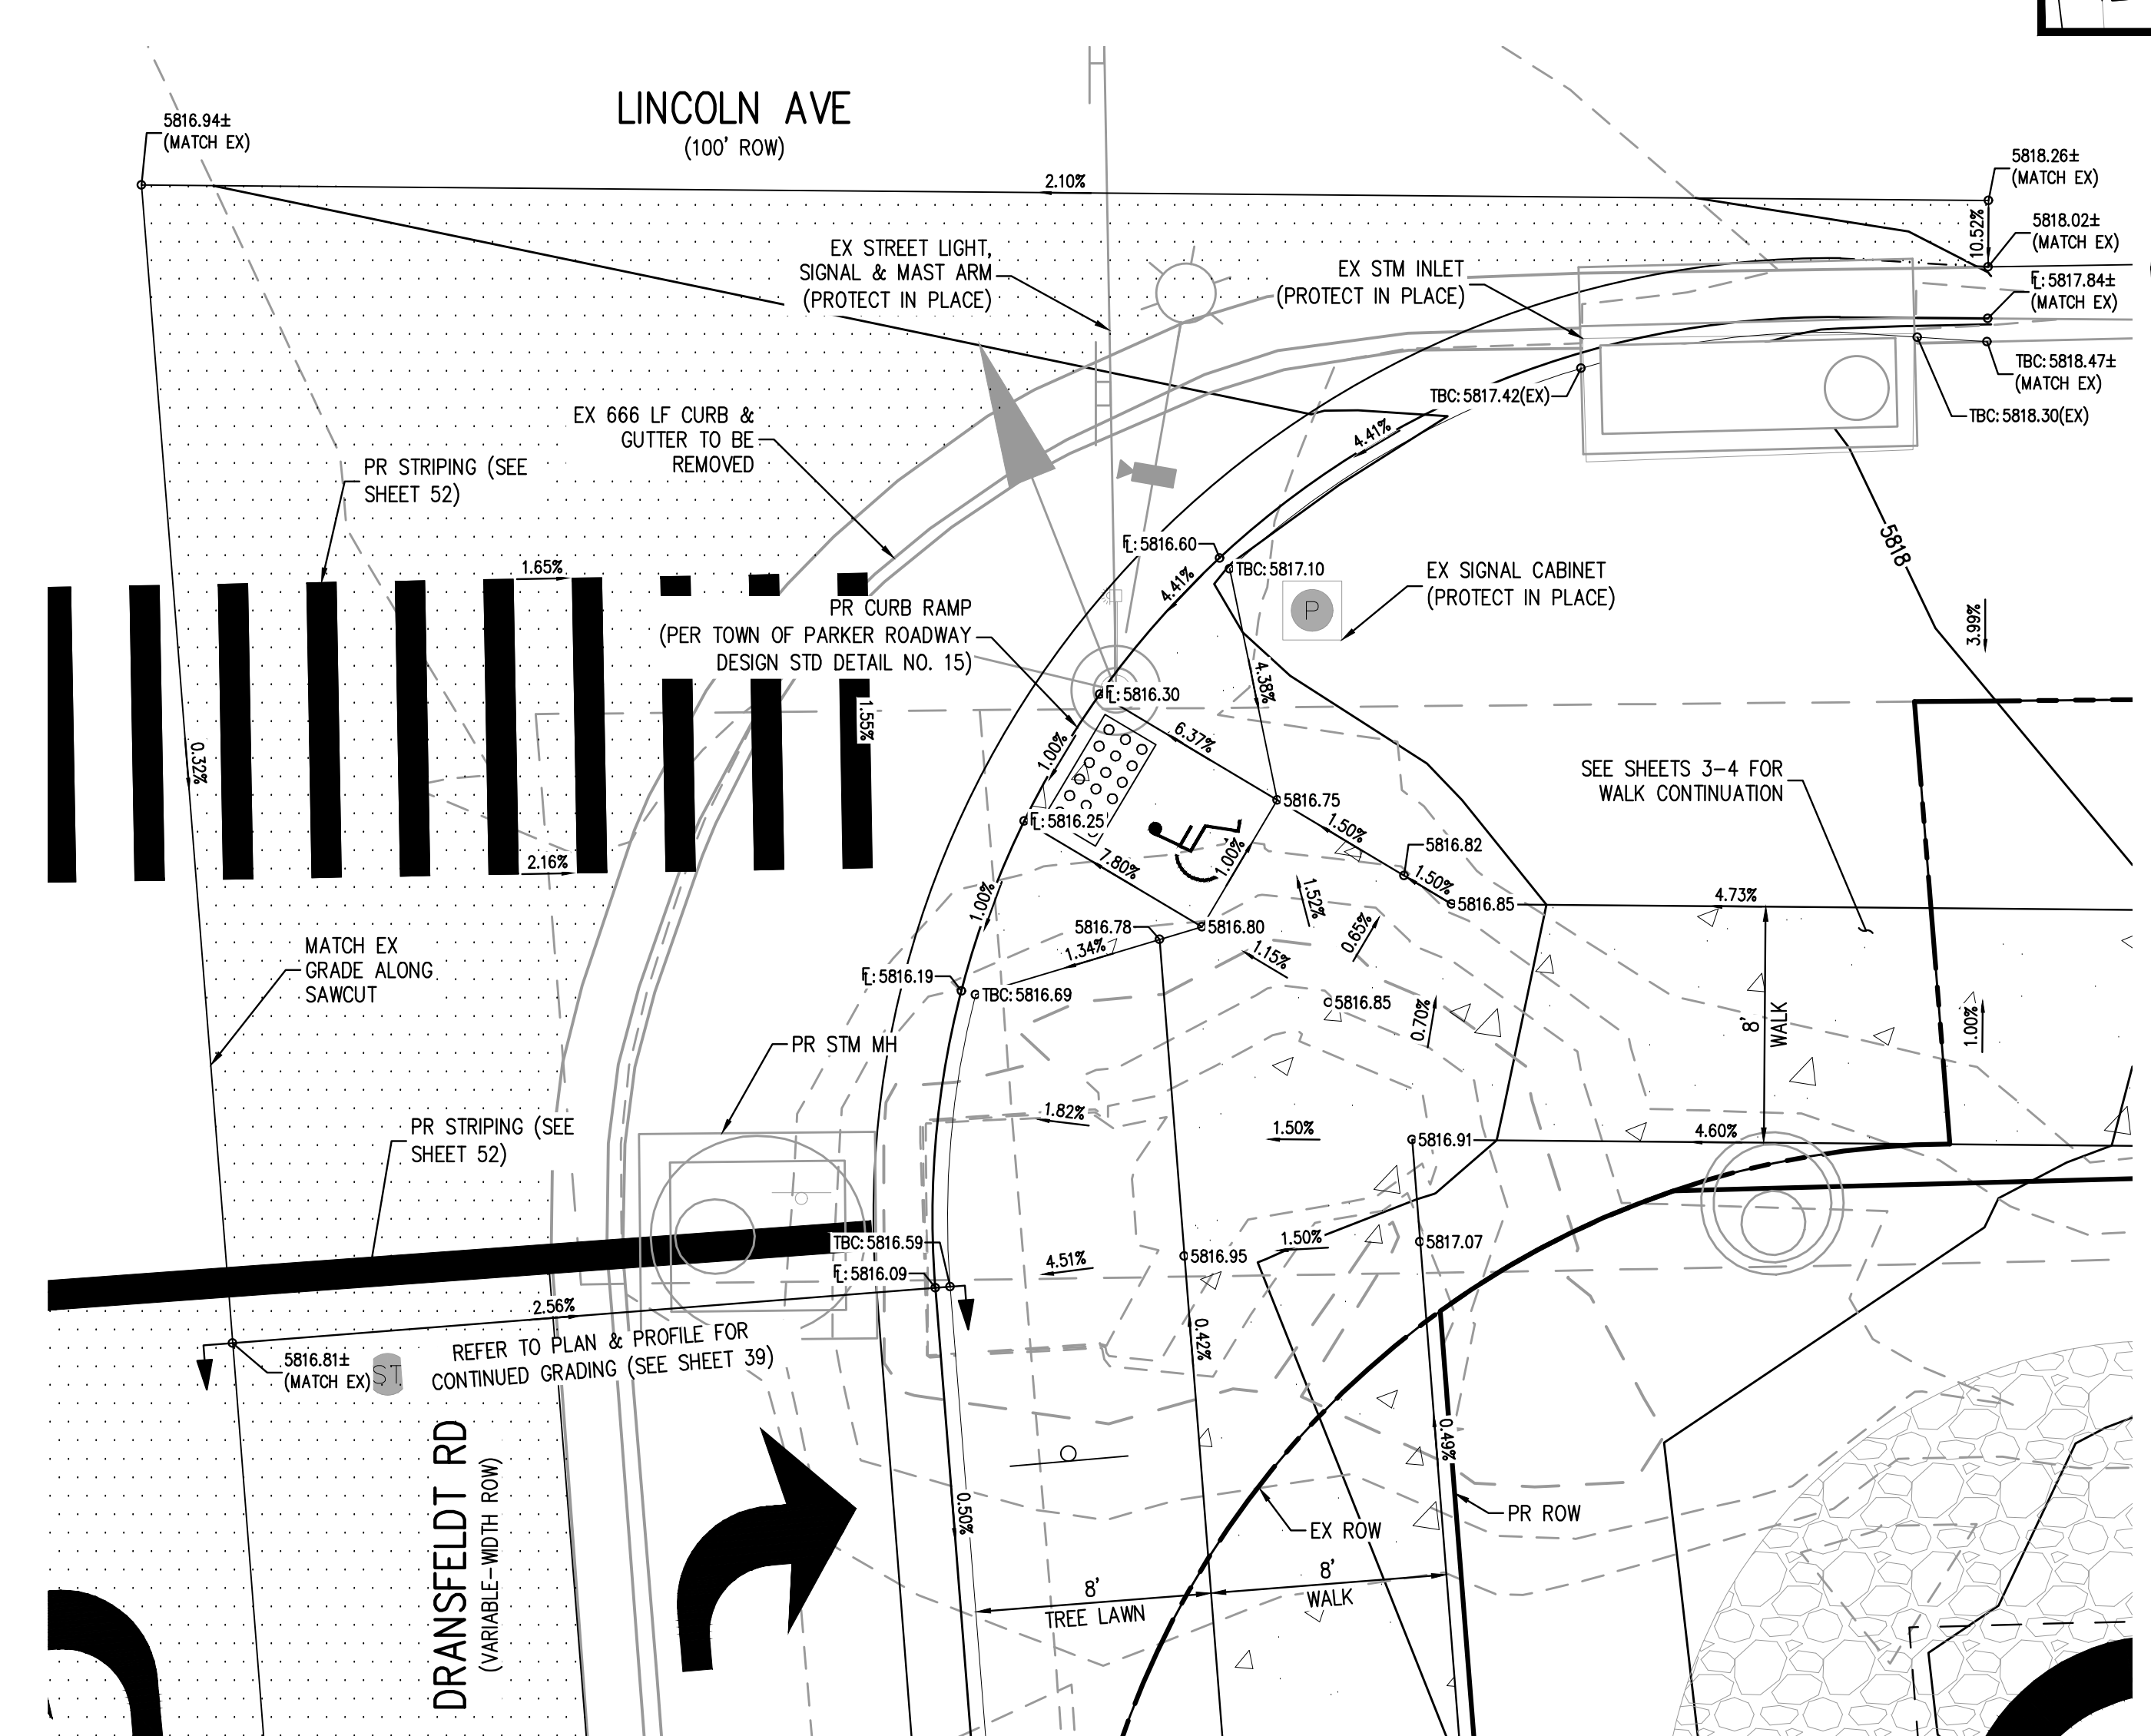 LINCOLN AVE
(100' ROW)
5816.94±
(MATCH EX)
2.10%
5818.26±
(MATCH EX)
10.52%
5818.02±
(MATCH EX)
FL: 5817.84±
(MATCH EX)
TBC: 5818.47±
(MATCH EX)
TBC: 5818.30(EX)
EX STREET LIGHT,
SIGNAL & MAST ARM
(PROTECT IN PLACE)
EX STM INLET
(PROTECT IN PLACE)
TBC: 5817.42(EX)
4.41%
EX 666 LF CURB &
GUTTER TO BE
REMOVED
PR STRIPING (SEE
SHEET 52)
1.65%
FL: 5816.60
TBC: 5817.10
4.41%
EX SIGNAL CABINET
(PROTECT IN PLACE)
P
5818
3.99%
PR CURB RAMP
(PER TOWN OF PARKER ROADWAY
DESIGN STD DETAIL NO. 15)
4.38%
FL: 5816.30
1.55%
0.32%
1.00%
6.37%
5816.75
SEE SHEETS 3-4 FOR
WALK CONTINUATION
FL: 5816.25
1.50%
5816.82
7.80%
1.00%
2.16%
1.50%
5816.85
4.73%
1.00%
1.52%
5816.78
5816.80
0.65%
1.34%
1.15%
MATCH EX
GRADE ALONG
SAWCUT
FL: 5816.19
TBC: 5816.69
5816.85
0.70%
8'
WALK
1.00%
PR STM MH
1.82%
1.50%
5816.91
4.60%
PR STRIPING (SEE
SHEET 52)
TBC: 5816.59
FL: 5816.09
4.51%
1.50%
5817.07
5816.95
2.56%
5816.81±
(MATCH EX)
ST
REFER TO PLAN & PROFILE FOR
CONTINUED GRADING (SEE SHEET 39)
0.42%
0.49%
0.50%
DRANSFELDT RD
(VARIABLE-WIDTH ROW)
PR ROW
EX ROW
8'
TREE LAWN
8'
WALK